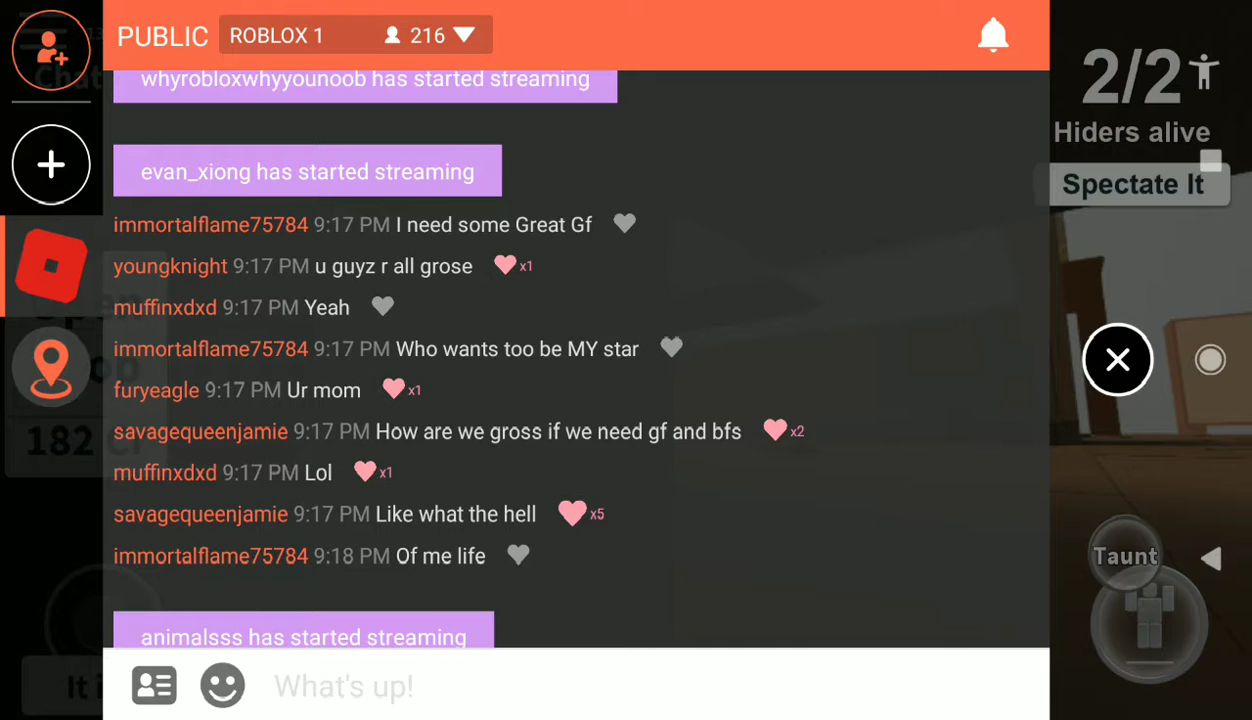 PUBLIC ROBLOX 1 216
whyrobloxwhyyounoob has started streaming
evan_xiong has started streaming
immortalflame75784 9:17 PM I need some Great Gf
youngknight 9:17 PM u guyz r all grose x1
muffinxdxd 9:17 PM Yeah
immortalflame75784 9:17 PM Who wants too be MY star
furyeagle 9:17 PM Ur mom x1
savagequeenjamie 9:17 PM How are we gross if we need gf and bfs x2
muffinxdxd 9:17 PM Lol x1
savagequeenjamie 9:17 PM Like what the hell x5
immortalflame75784 9:18 PM Of me life
animalsss has started streaming
What's up!
2/2
Hiders alive
Spectate It
Taunt
Chat
182
It i